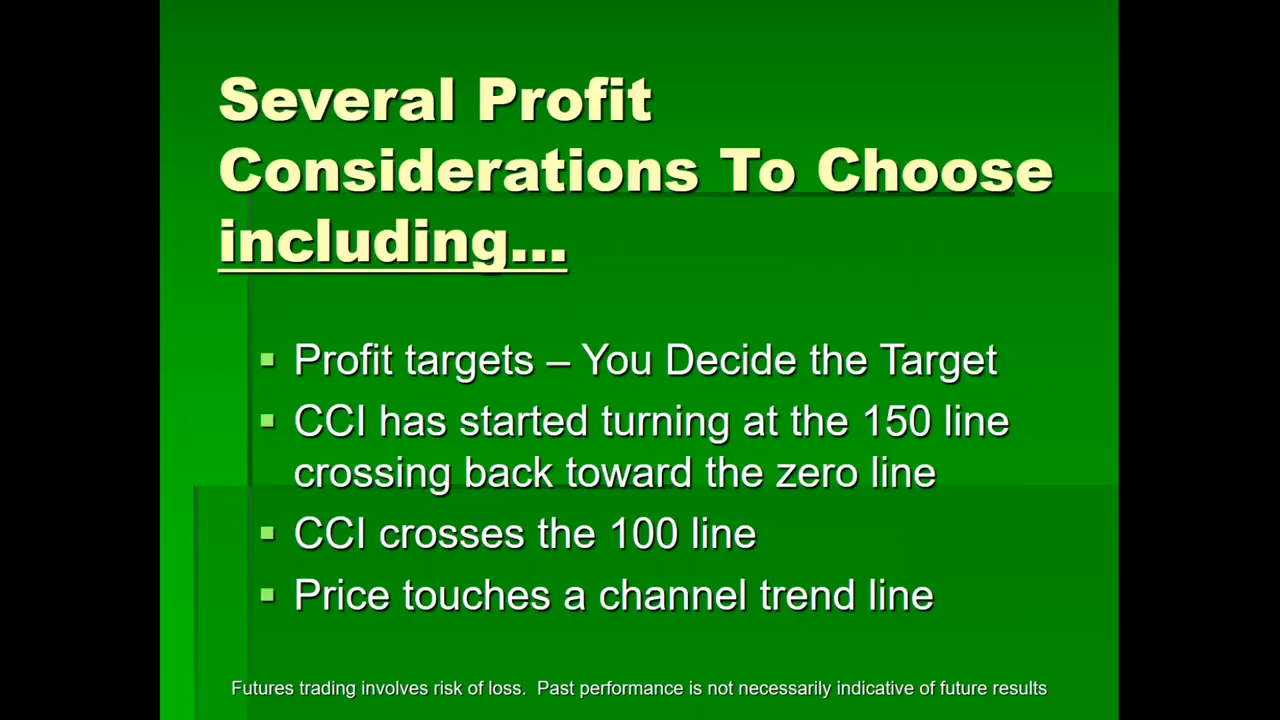 Several Profit
Considerations To Choose
including...
▪ Profit targets – You Decide the Target
▪ CCI has started turning at the 150 line
crossing back toward the zero line
▪ CCI crosses the 100 line
▪ Price touches a channel trend line
Futures trading involves risk of loss.  Past performance is not necessarily indicative of future results